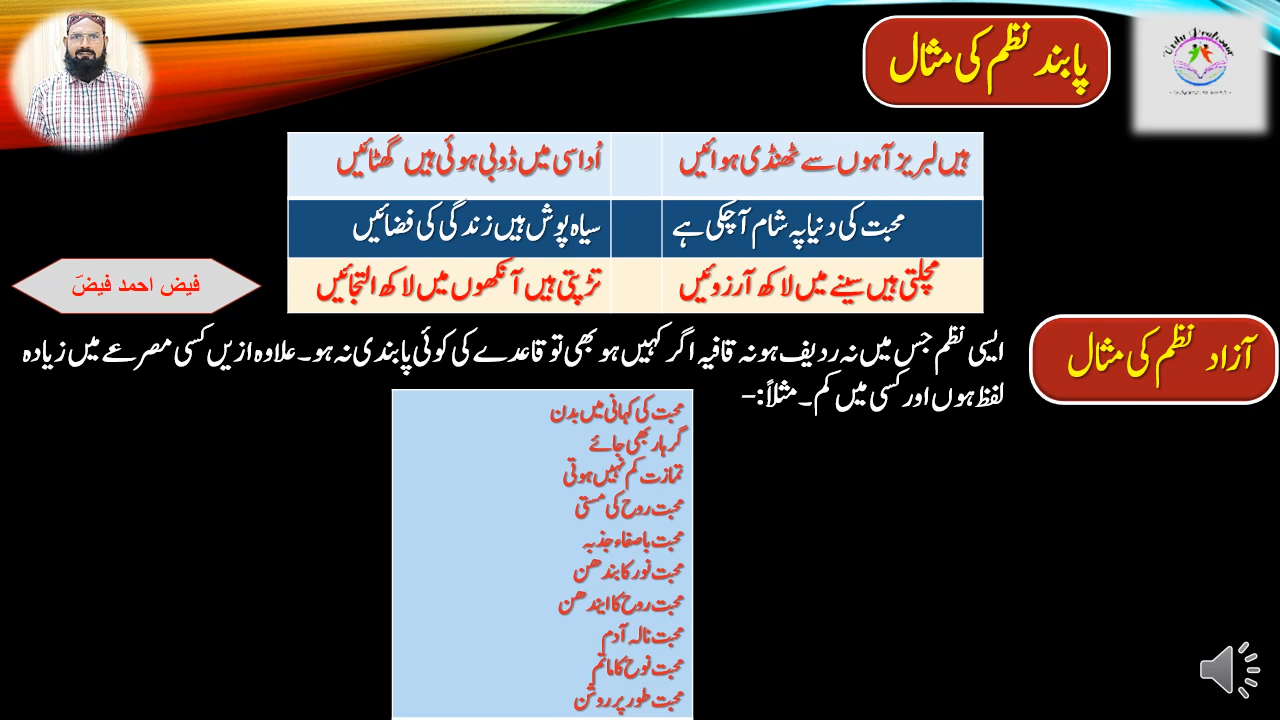 پابند نظم کی مثال
Urdu Professor
ہیں لبریز آہوں سے ٹھنڈی ہوائیں اُداسی میں ڈوبی ہوئی ہیں گھٹائیں
محبت کی دنیا پہ شام آچکی ہے سیاہ پوش ہیں زندگی کی فضائیں
مچلتی ہیں سینے میں لاکھ آرزوئیں تڑپتی ہیں آنکھوں میں لاکھ التجائیں
فیض احمد فیضؔ
آزاد نظم کی مثال
ایسی نظم جس میں نہ ردیف ہو نہ قافیہ اگر کہیں ہو بھی تو قاعدے کی کوئی پابندی نہ ہو۔ علاوہ ازیں کسی مصرعے میں زیادہ
لفظ ہوں اور کسی میں کم۔ مثلاً:-
محبت کی کہانی میں بدن
گر ہار بھی جائے
تمازت کم نہیں ہوتی
محبت روح کی مستی
محبت باصفاء جذبہ
محبت نور کا بندھن
محبت روح کا ایندھن
محبت نالہ آدم
محبت نوح کا ماتم
محبت طور پر روشن